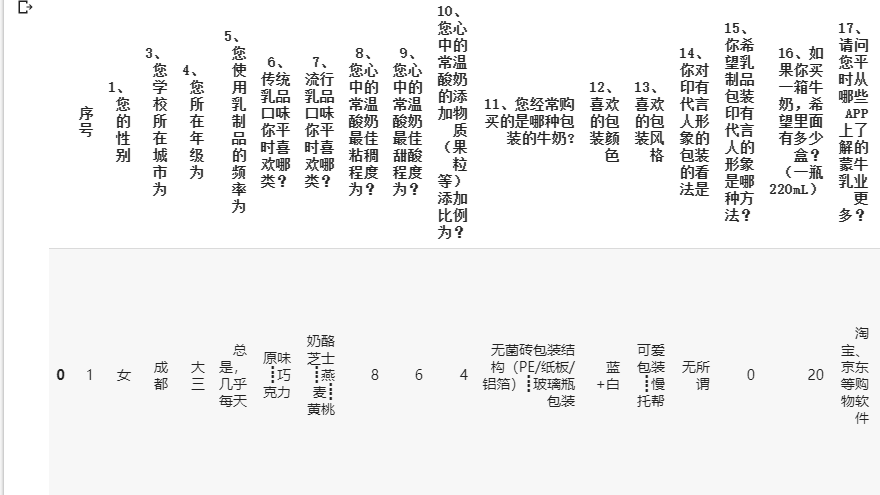 序
号
1、
您
的
性
别
3、
您
学
校
所
在
城
市
为
4、
您
所
在
年
级
为
5、
您
使
用
乳
制
品
的
频
率
为
6、
传统
乳品
口味
你平
时喜
欢哪
类？
7、
流行
乳品
口味
你平
时喜
欢哪
类？
8、
您心
中的
常温
酸奶
最佳
粘稠
程度
为？
9、
您心
中的
常温
酸奶
最佳
甜酸
程度
为？
10、
您心
中的
常温
酸奶
的添
加物
质
（果
粒
等）
添加
比例
为？
11、您经常购
买的是哪种包
装的牛奶?
12、
喜欢
的包
装颜
色
13、
喜欢
的包
装风
格
14、
你对
印有
代言
人形
象的
包装
的看
法是
15、
你希
望乳
制品
包装
印有
代言
人的
形象
是哪
种方
法？
16、如
果你买
一箱牛
奶，希
望里面
有多少
盒？
（一瓶
220mL）
17、
请问
您平
时从
哪些
APP
上了
解的
蒙牛
乳业
更
多？
0
1
女
成
都
大
三
总
是，
几乎
每天
原味
┋巧
克力
奶酪
芝士
┋燕
麦┋
黄桃
8
6
4
无菌砖包装结
构（PE/纸板/
铝箔）┋玻璃瓶
包装
蓝
+白
可爱
包装
┋慢
托帮
无所
谓
0
20
淘
宝、
京东
等购
物软
件